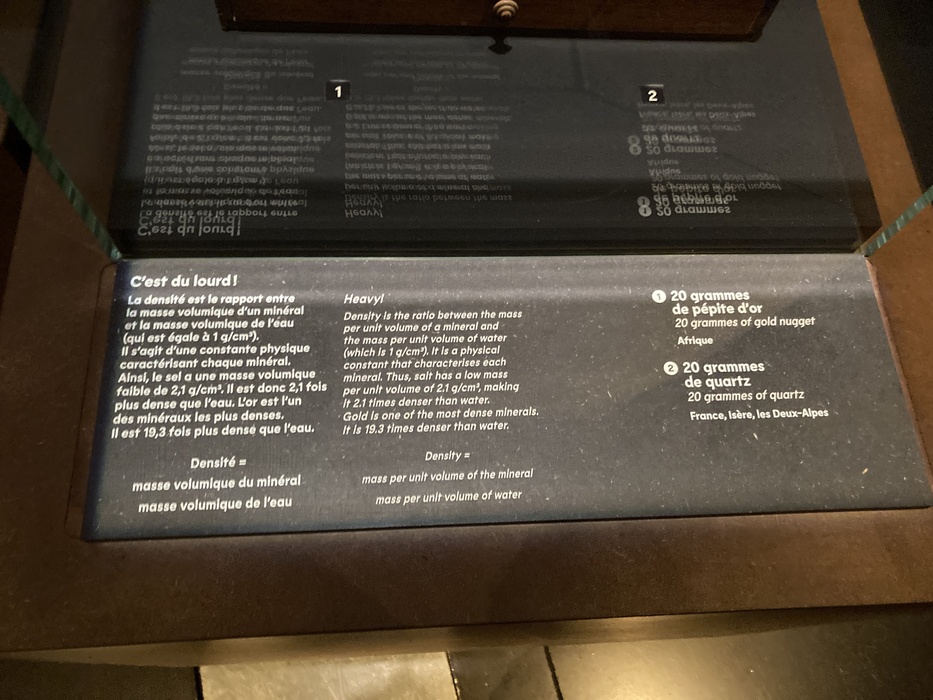 1
2
C'est du lourd !
La densité est le rapport entre
la masse volumique d'un minéral
et la masse volumique de l'eau
(qui est égale à 1 g/cm³).
Il s'agit d'une constante physique
caractérisant chaque minéral.
Ainsi, le sel a une masse volumique
faible de 2,1 g/cm³. Il est donc 2,1 fois
plus dense que l'eau. L'or est l'un
des minéraux les plus denses.
Il est 19,3 fois plus dense que l'eau.
Densité =
masse volumique du minéral
masse volumique de l'eau
Heavy!
Density is the ratio between the mass
per unit volume of a mineral and
the mass per unit volume of water
(which is 1 g/cm³). It is a physical
constant that characterises each
mineral. Thus, salt has a low mass
per unit volume of 2.1 g/cm³, making
it 2.1 times denser than water.
Gold is one of the most dense minerals.
It is 19.3 times denser than water.
Density =
mass per unit volume of the mineral
mass per unit volume of water
1 20 grammes
de pépite d'or
20 grammes of gold nugget
Afrique
2 20 grammes
de quartz
20 grammes of quartz
France, Isère, les Deux-Alpes